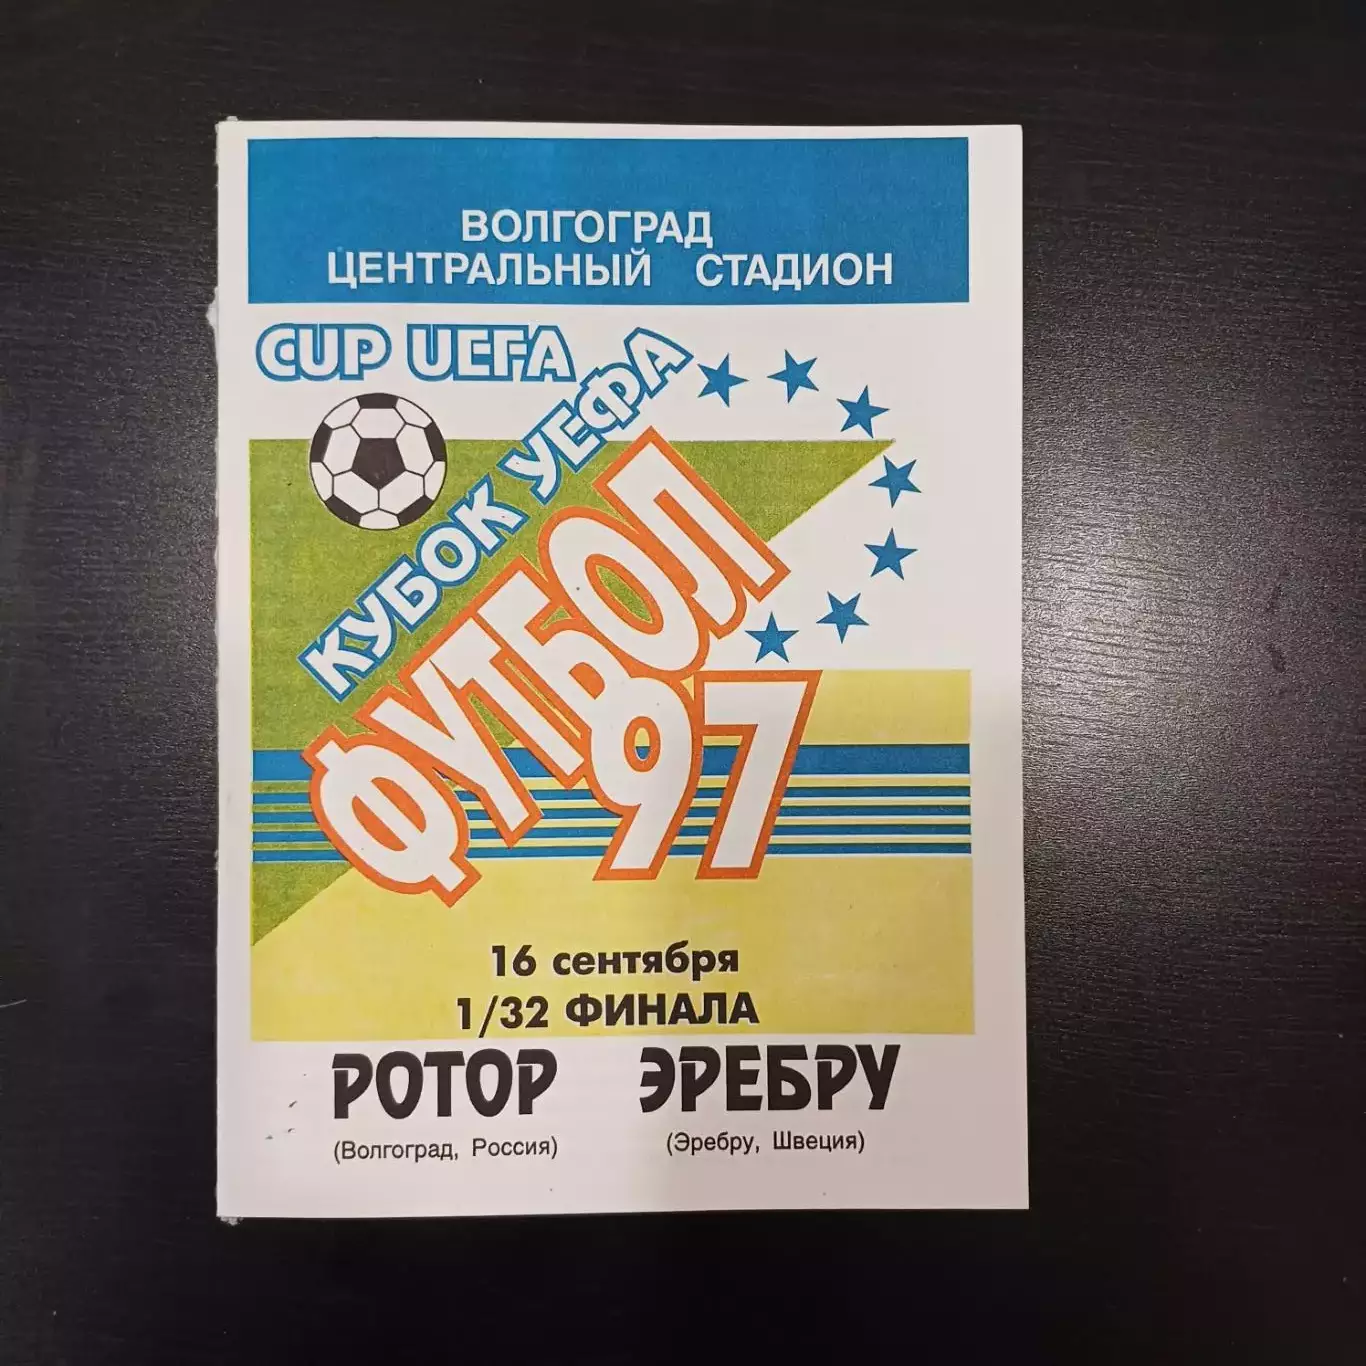 ВОЛГОГРАД
ЦЕНТРАЛЬНЫЙ СТАДИОН
CUP UEFA
КУБОК УЕФА
ФУТБОЛ
97
16 сентября
1/32 ФИНАЛА
РОТОР ЭРЕБРУ
(Волгоград, Россия) (Эребру, Швеция)